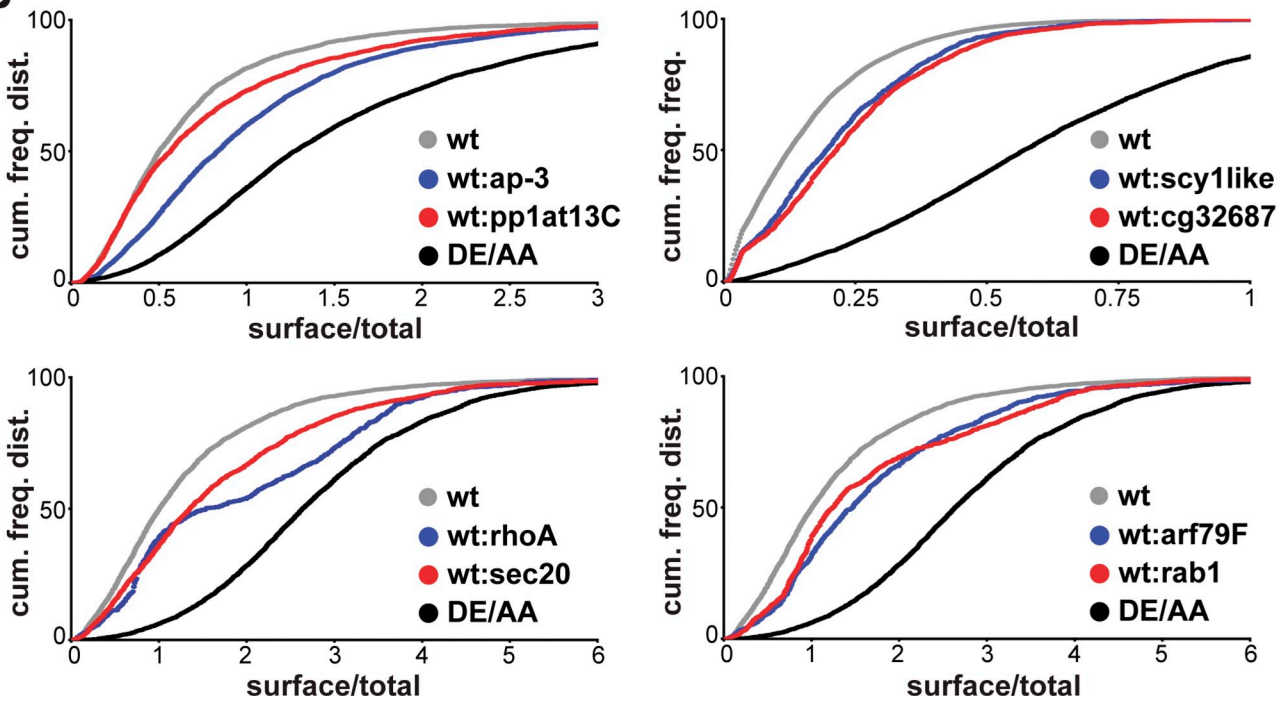 100
50
0
cum. freq. dist.
wt
wt:ap-3
wt:pp1at13C
DE/AA
0 0.5 1 1.5 2 2.5 3
surface/total
100
50
0
cum. freq. freq.
wt
wt:scy1like
wt:cg32687
DE/AA
0 0.25 0.5 0.75 1
surface/total
100
50
0
cum. freq. dist.
wt
wt:rhoA
wt:sec20
DE/AA
0 1 2 3 4 5 6
surface/total
100
50
0
cum. freq. dist.
wt
wt:arf79F
wt:rab1
DE/AA
0 1 2 3 4 5 6
surface/total